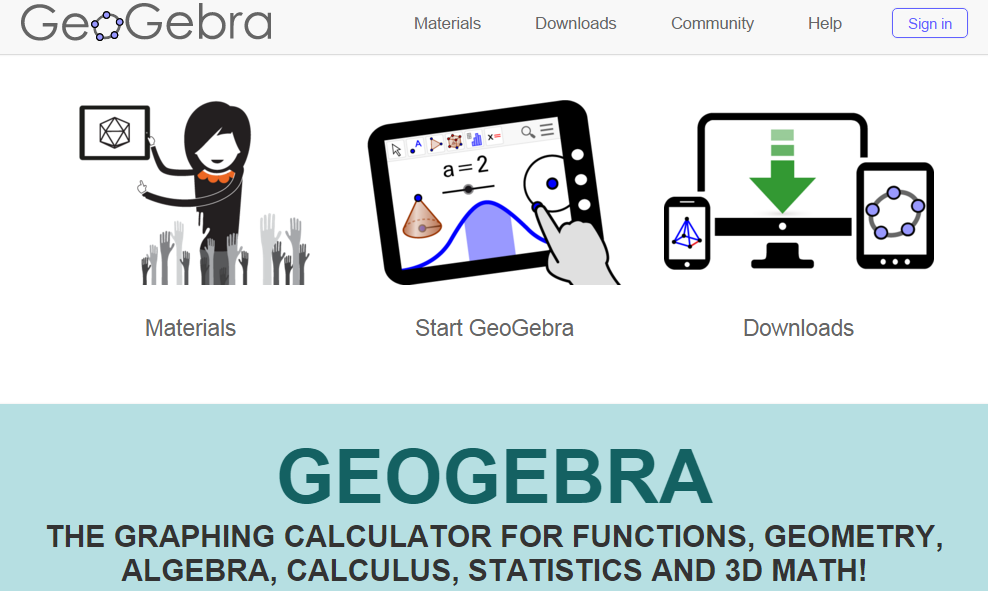 GeoGebra
Materials Downloads Community Help Sign in
A x=
a = 2
Materials Start GeoGebra Downloads
GEOGEBRA
THE GRAPHING CALCULATOR FOR FUNCTIONS, GEOMETRY,
ALGEBRA, CALCULUS, STATISTICS AND 3D MATH!